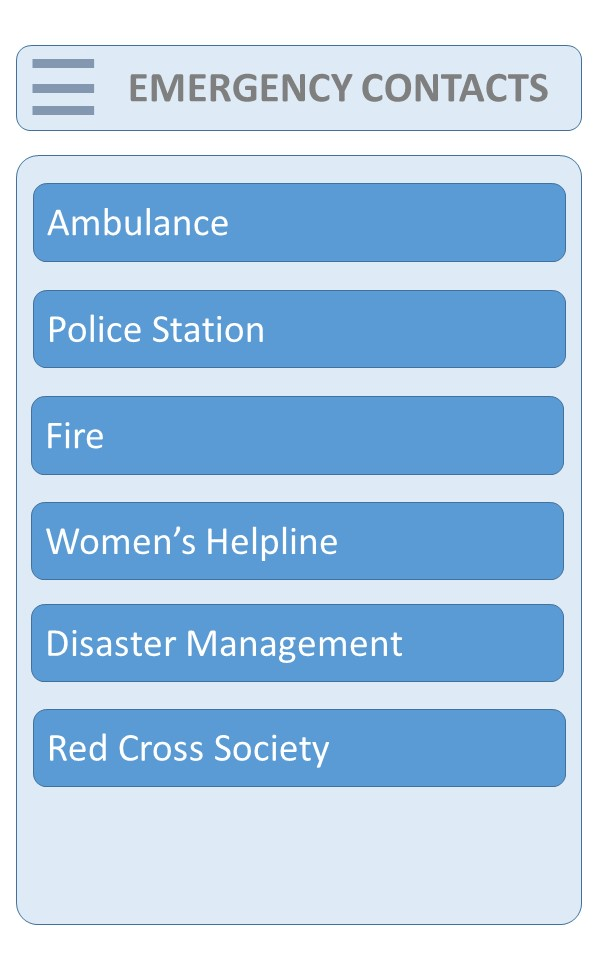 EMERGENCY CONTACTS
Ambulance
Police Station
Fire
Women’s Helpline
Disaster Management
Red Cross Society